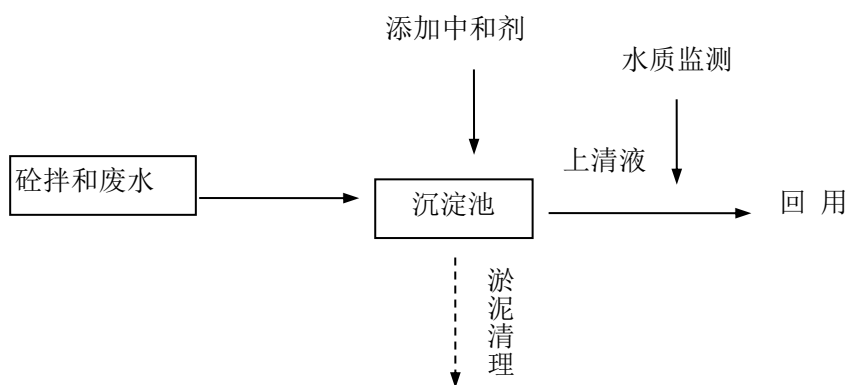 添加中和剂
水质监测
上清液
砼拌和废水
沉淀池
回 用
淤泥清理